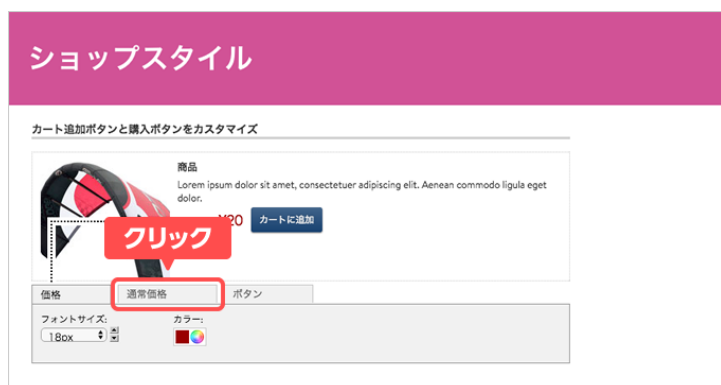 ショップスタイル
カート追加ボタンと購入ボタンをカスタマイズ
商品
Lorem ipsum dolor sit amet, consectetuer adipiscing elit. Aenean commodo ligula eget
dolor.
¥20 カートに追加
クリック
価格 通常価格 ボタン
フォントサイズ: カラー:
18px